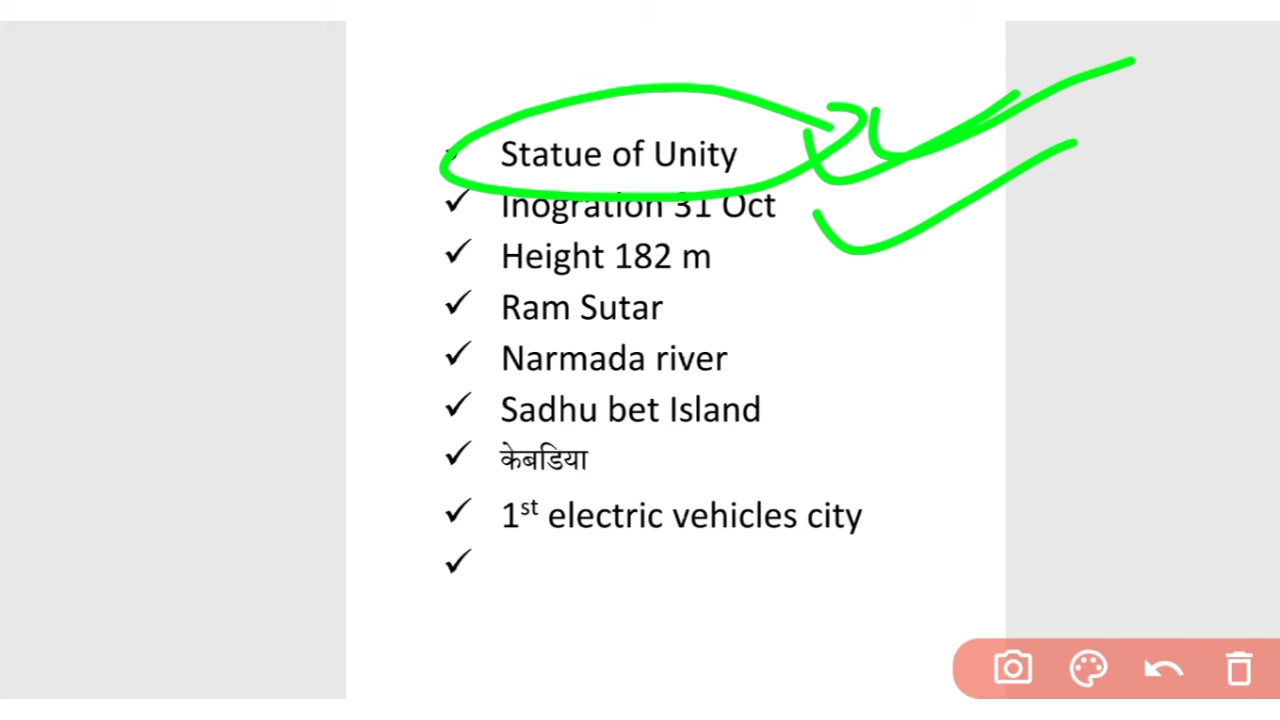 Statue of Unity
Inogration 31 Oct
Height 182 m
Ram Sutar
Narmada river
Sadhu bet Island
केबडिया
1st electric vehicles city